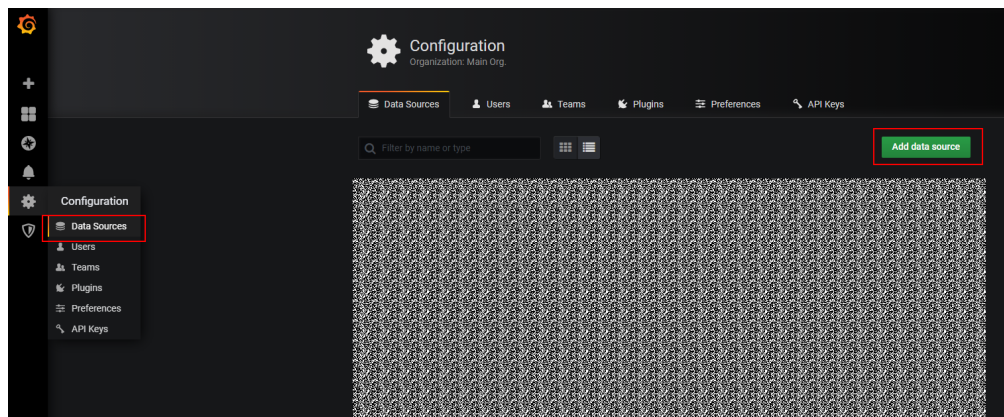 Configuration
Organization: Main Org.
Data Sources Users Teams Plugins Preferences API Keys
Filter by name or type
Add data source
Configuration
Data Sources
Users
Teams
Plugins
Preferences
API Keys